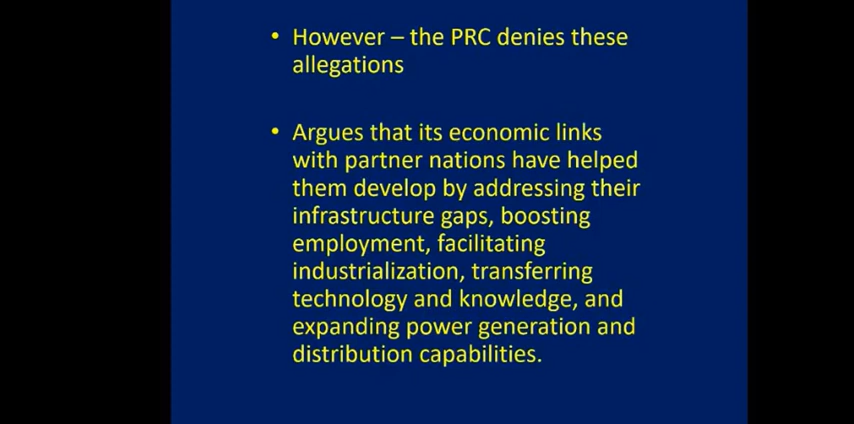 • However – the PRC denies these
allegations
• Argues that its economic links
with partner nations have helped
them develop by addressing their
infrastructure gaps, boosting
employment, facilitating
industrialization, transferring
technology and knowledge, and
expanding power generation and
distribution capabilities.